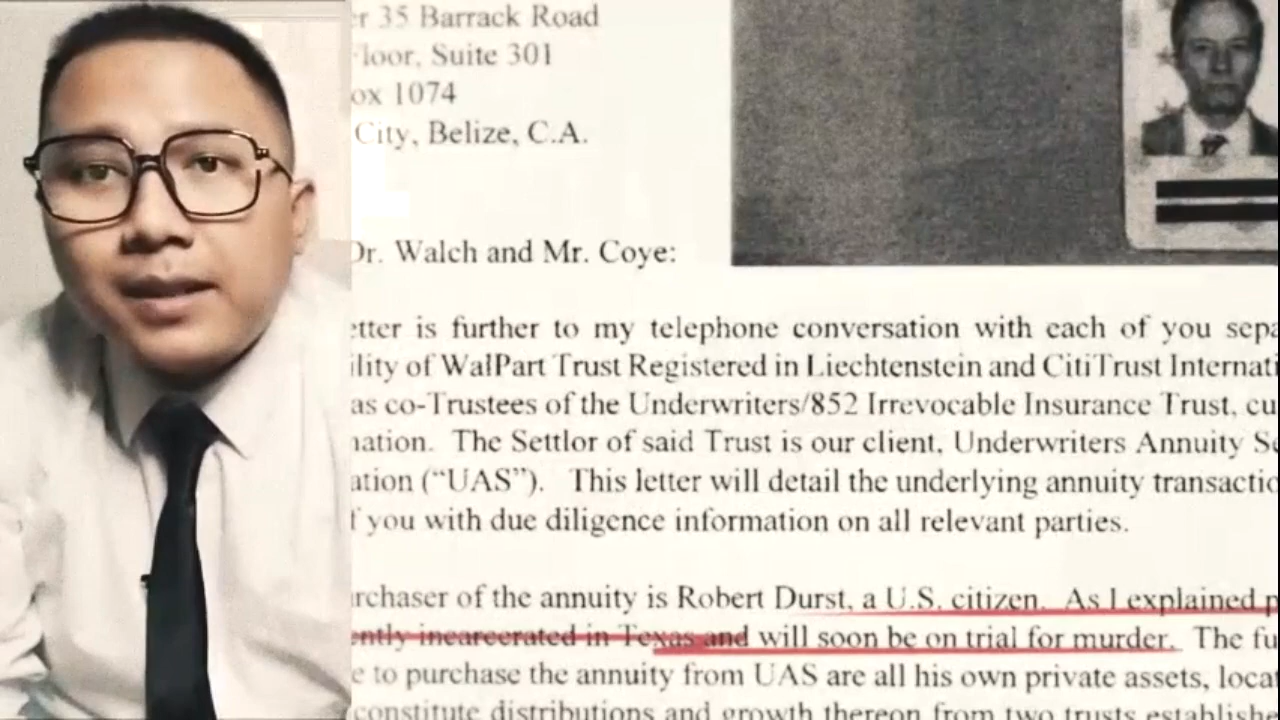 35 Barrack Road
Floor, Suite 301
ox 1074
City, Belize, C.A.
Dr. Walch and Mr. Coye:
etter is further to my telephone conversation with each of you sepa
ility of WalPart Trust Registered in Liechtenstein and CitiTrust Internati
as co-Trustees of the Underwriters/852 Irrevocable Insurance Trust, cu
nation. The Settlor of said Trust is our client, Underwriters Annuity Se
ation (“UAS”). This letter will detail the underlying annuity transactio
f you with due diligence information on all relevant parties.
rchaser of the annuity is Robert Durst, a U.S. citizen. As I explained p
ently incarcerated in Texas and will soon be on trial for murder. The fu
e to purchase the annuity from UAS are all his own private assets, locat
constitute distributions and growth thereon from two trusts establishe